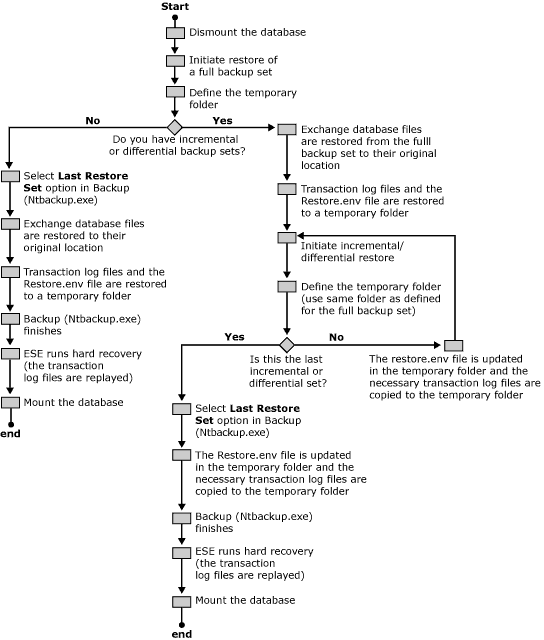 Start
Dismount the database
Initiate restore of
a full backup set
Define the temporary
folder
No
Yes
Do you have incremental
or differential backup sets?
Select Last Restore
Set option in Backup
(Ntbackup.exe)
Exchange database files
are restored to their
original location
Transaction log files and the
Restore.env file are restored
to a temporary folder
Backup (Ntbackup.exe)
finishes
ESE runs hard recovery
(the transaction
log files are replayed)
Mount the database
end
Exchange database files
are restored from the fulll
backup set to their original
location
Transaction log files and the
Restore.env file are restored
to a temporary folder
Initiate incremental/
differential restore
Define the temporary folder
(use same folder as defined
for the full backup set)
Yes
No
Is this the last
incremental or
differential set?
The restore.env file is updated
in the temporary folder and the
necessary transaction log files are
copied to the temporary folder
Select Last Restore
Set option in Backup
(Ntbackup.exe)
The Restore.env file is updated
in the temporary folder and the
necessary transaction log files are
copied to the temporary folder
Backup (Ntbackup.exe)
finishes
ESE runs hard recovery
(the transaction
log files are replayed)
Mount the database
end